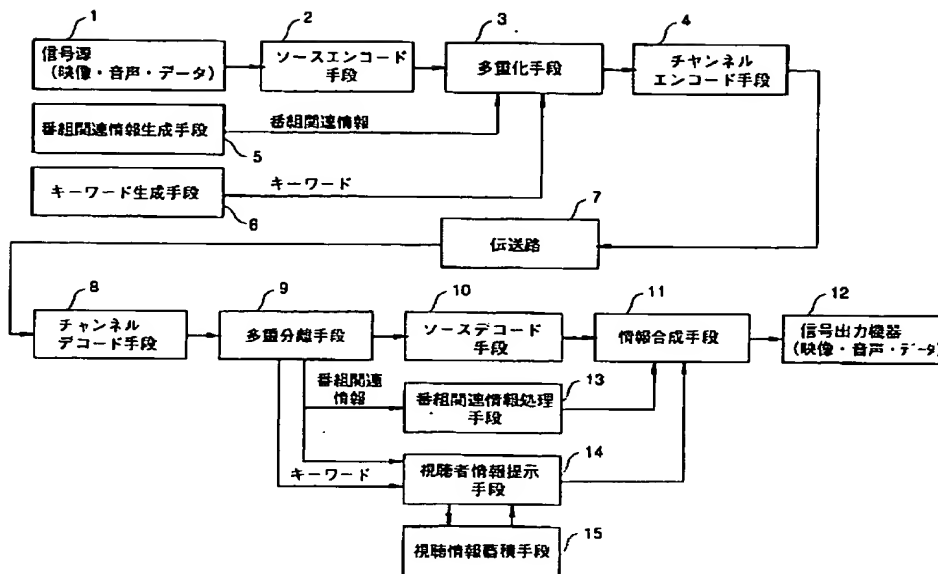 1
信号源
(映像・音声・データ)
2
ソースエンコード
手段
3
多重化手段
4
チャンネル
エンコード手段
番組関連情報生成手段
5
番組関連情報
キーワード生成手段
6
キーワード
7
伝送路
8
チャンネル
デコード手段
9
多重分離手段
10
ソースデコード
手段
11
情報合成手段
12
信号出力機器
(映像・音声・データ)
番組関連
情報
13
番組関連情報処理
手段
キーワード
14
視聴者情報提示
手段
15
視聴情報蓄積手段